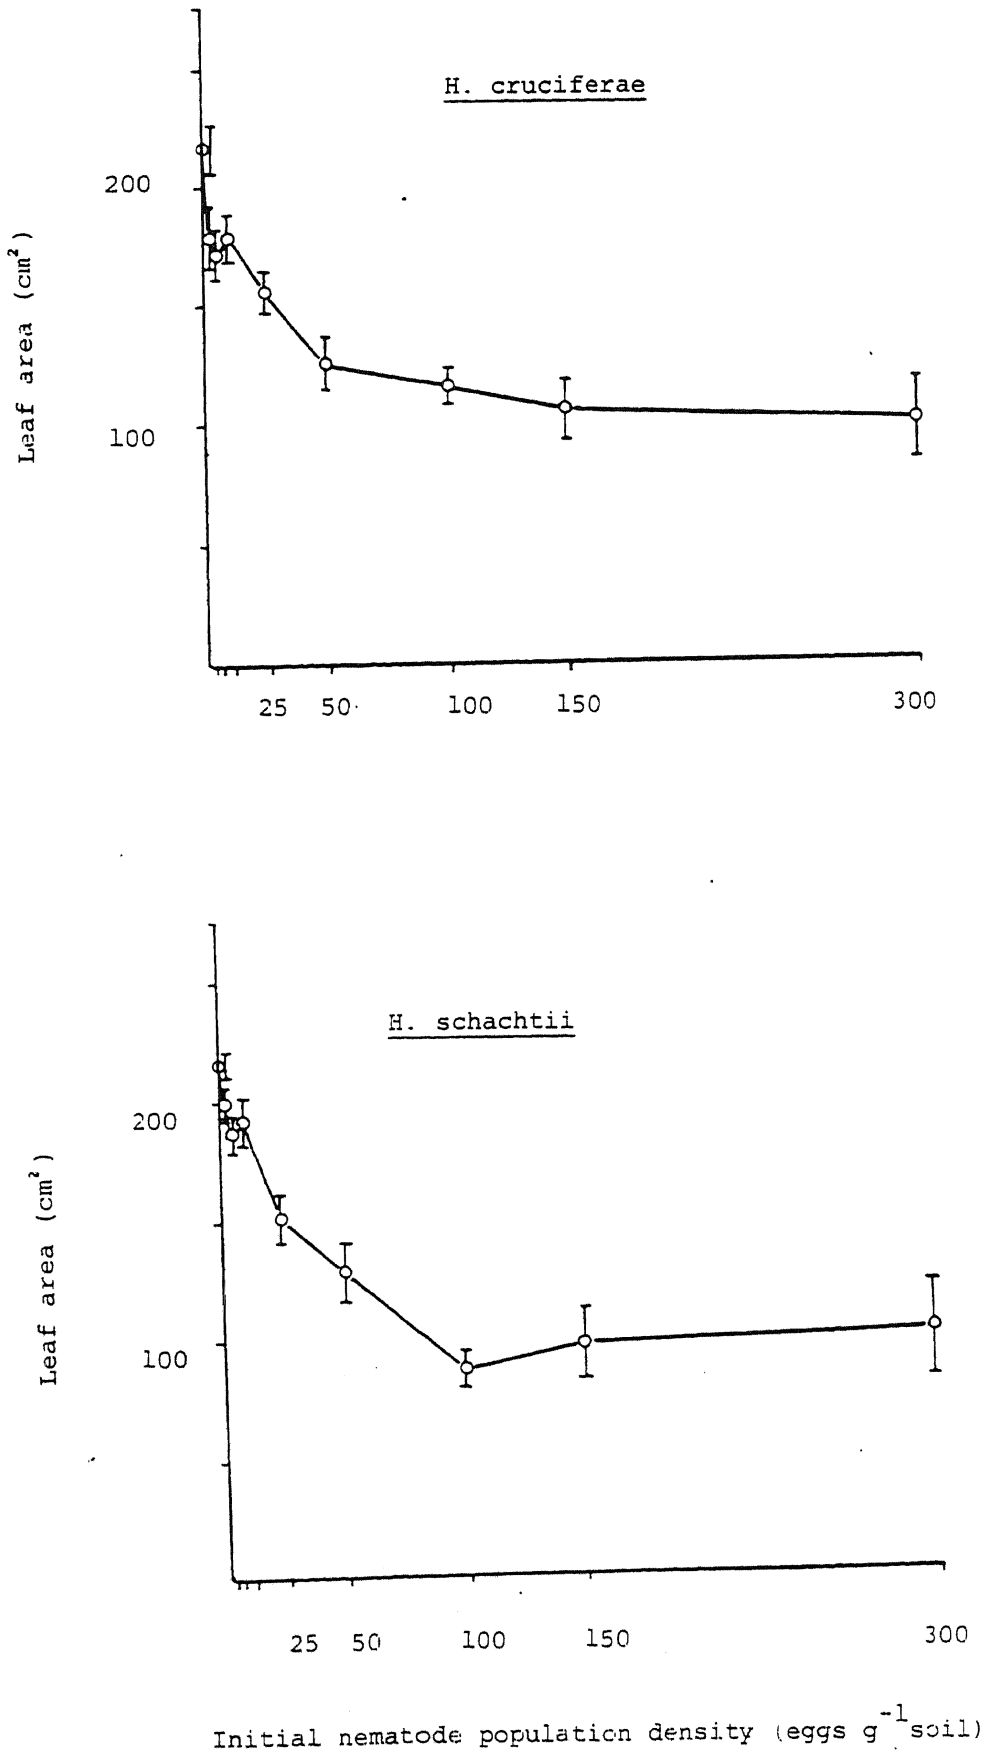 H. cruciferae
200
100
Leaf area (cm²)
25 50 100 150 300
H. schachtii
200
100
Leaf area (cm²)
25 50 100 150 300
Initial nematode population density (eggs g⁻¹ soil)